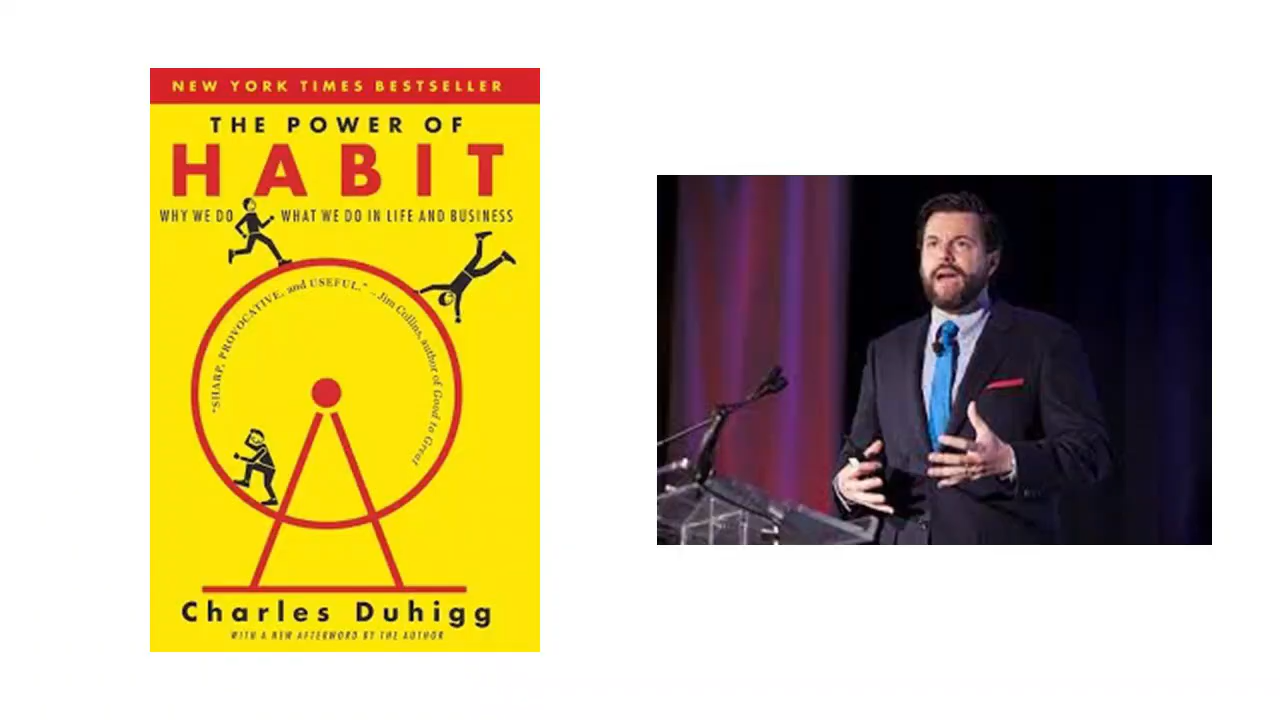 NEW YORK TIMES BESTSELLER
THE POWER OF
HABIT
WHY WE DO WHAT WE DO IN LIFE AND BUSINESS
"SHARP, PROVOCATIVE, and USEFUL." – Jim Collins, author of Good to Great
Charles Duhigg
WITH A NEW AFTERWORD BY THE AUTHOR